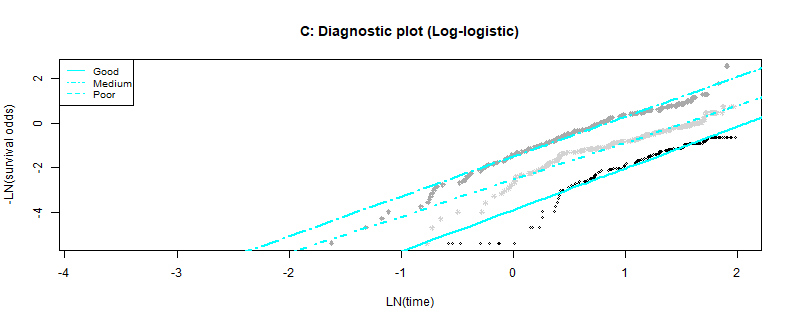 C: Diagnostic plot (Log-logistic)
-LN(survival odds)
2
0
-2
-4
Good
Medium
Poor
-4 -3 -2 -1 0 1 2
LN(time)